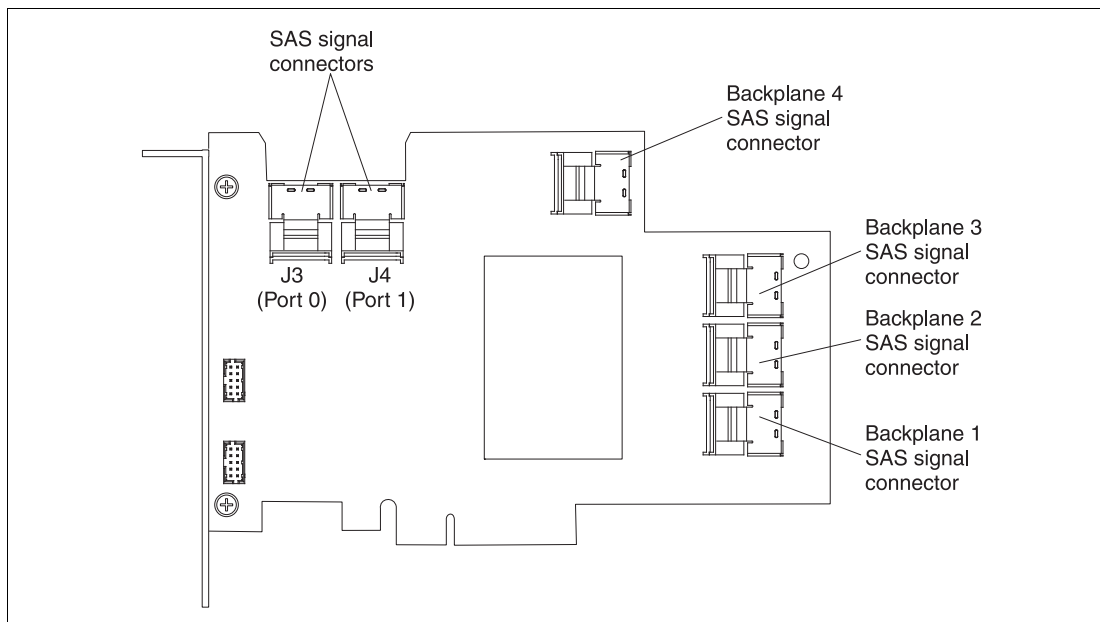 SAS signal
connectors
Backplane 4
SAS signal
connector
Backplane 3
SAS signal
connector
J3
(Port 0)
J4
(Port 1)
Backplane 2
SAS signal
connector
Backplane 1
SAS signal
connector